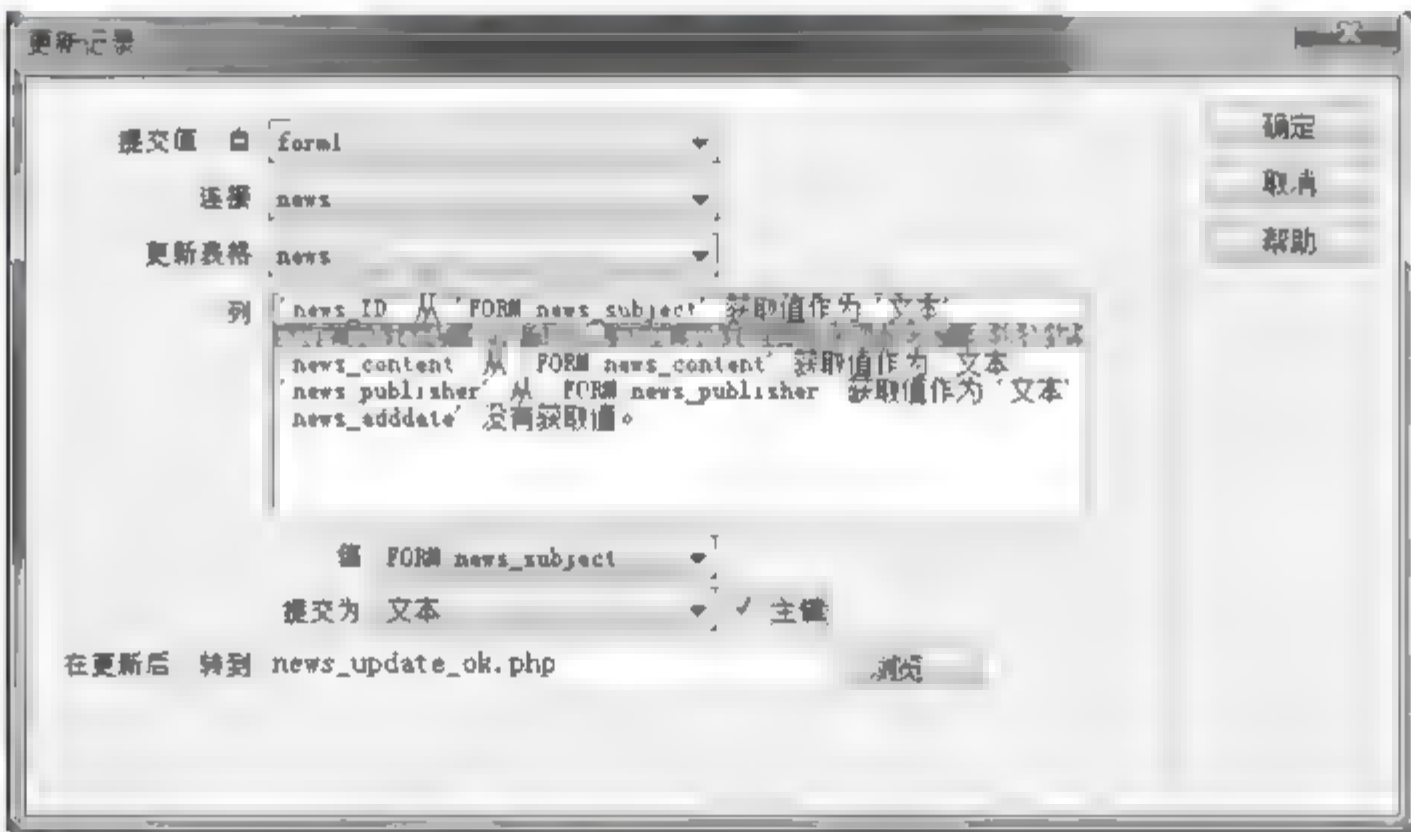 更新记录
提交值 自 form1
连接 news
更新表格 news
列 'news_ID 从 'FORM news_subject' 获取值作为 '文本'
news_content 从 FORM news_content' 获取值作为 文本
'news_publisher' 从 FORM news_publisher 获取值作为 '文本'
news_adddate' 没有获取值。
值 FORM news_subject
提交为 文本 ✓ 主键
在更新后 转到 news_update_ok.php 浏览
确定
取消
帮助